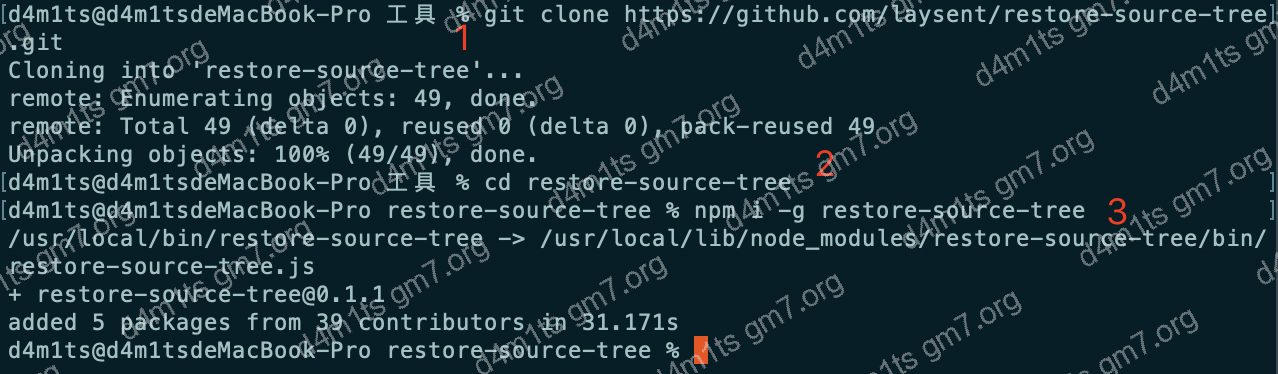 [d4m1ts@d4m1tsdeMacBook-Pro 工具 % git clone https://github.com/laysent/restore-source-tree]
.git
1
Cloning into 'restore-source-tree'...
remote: Enumerating objects: 49, done.
remote: Total 49 (delta 0), reused 0 (delta 0), pack-reused 49
Unpacking objects: 100% (49/49), done.
[d4m1ts@d4m1tsdeMacBook-Pro 工具 % cd restore-source-tree ]
2
[d4m1ts@d4m1tsdeMacBook-Pro restore-source-tree % npm i -g restore-source-tree ]
3
/usr/local/bin/restore-source-tree -> /usr/local/lib/node_modules/restore-source-tree/bin/
restore-source-tree.js
+ restore-source-tree@0.1.1
added 5 packages from 39 contributors in 31.171s
d4m1ts@d4m1tsdeMacBook-Pro restore-source-tree %
d4m1ts gm7.org